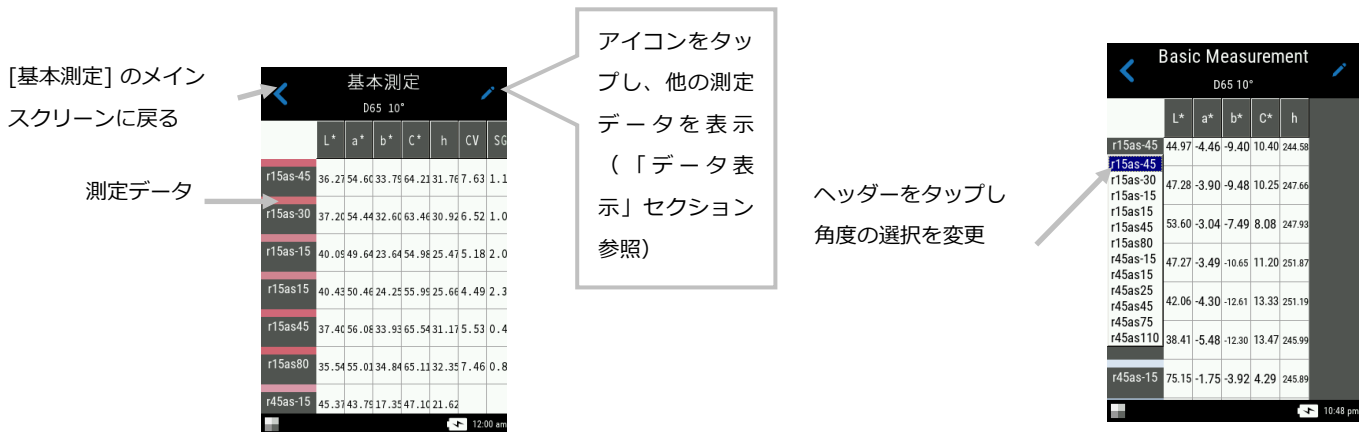 [基本測定] のメイン
スクリーンに戻る
測定データ
基本測定
D65 10°
L* a* b* C* h CV SG
r15as-45 36.27 54.60 33.79 64.21 31.76 7.63 1.1
r15as-30 37.20 54.44 32.60 63.46 30.92 6.52 1.0
r15as-15 40.09 49.64 23.64 54.98 25.47 5.18 2.0
r15as15 40.43 50.46 24.25 55.99 25.66 4.49 2.3
r15as45 37.40 56.08 33.93 65.54 31.17 5.53 0.4
r15as80 35.54 55.01 34.84 65.11 32.35 7.46 0.8
r45as-15 45.37 43.79 17.35 47.10 21.62
12:00 am
アイコンをタッ
プし、他の測定
データを表示
（「データ表
示」セクション
参照）
ヘッダーをタップし
角度の選択を変更
Basic Measurement
D65 10°
L* a* b* C* h
r15as-45 44.97 -4.46 -9.40 10.40 244.58
r15as-45
r15as-30 47.28 -3.90 -9.48 10.25 247.66
r15as-15
r15as15
r15as45 53.60 -3.04 -7.49 8.08 247.93
r15as80
r45as-15 47.27 -3.49 -10.65 11.20 251.87
r45as15
r45as25
r45as45 42.06 -4.30 -12.61 13.33 251.19
r45as75
r45as110 38.41 -5.48 -12.30 13.47 245.99
r45as-15 75.15 -1.75 -3.92 4.29 245.89
10:48 pm